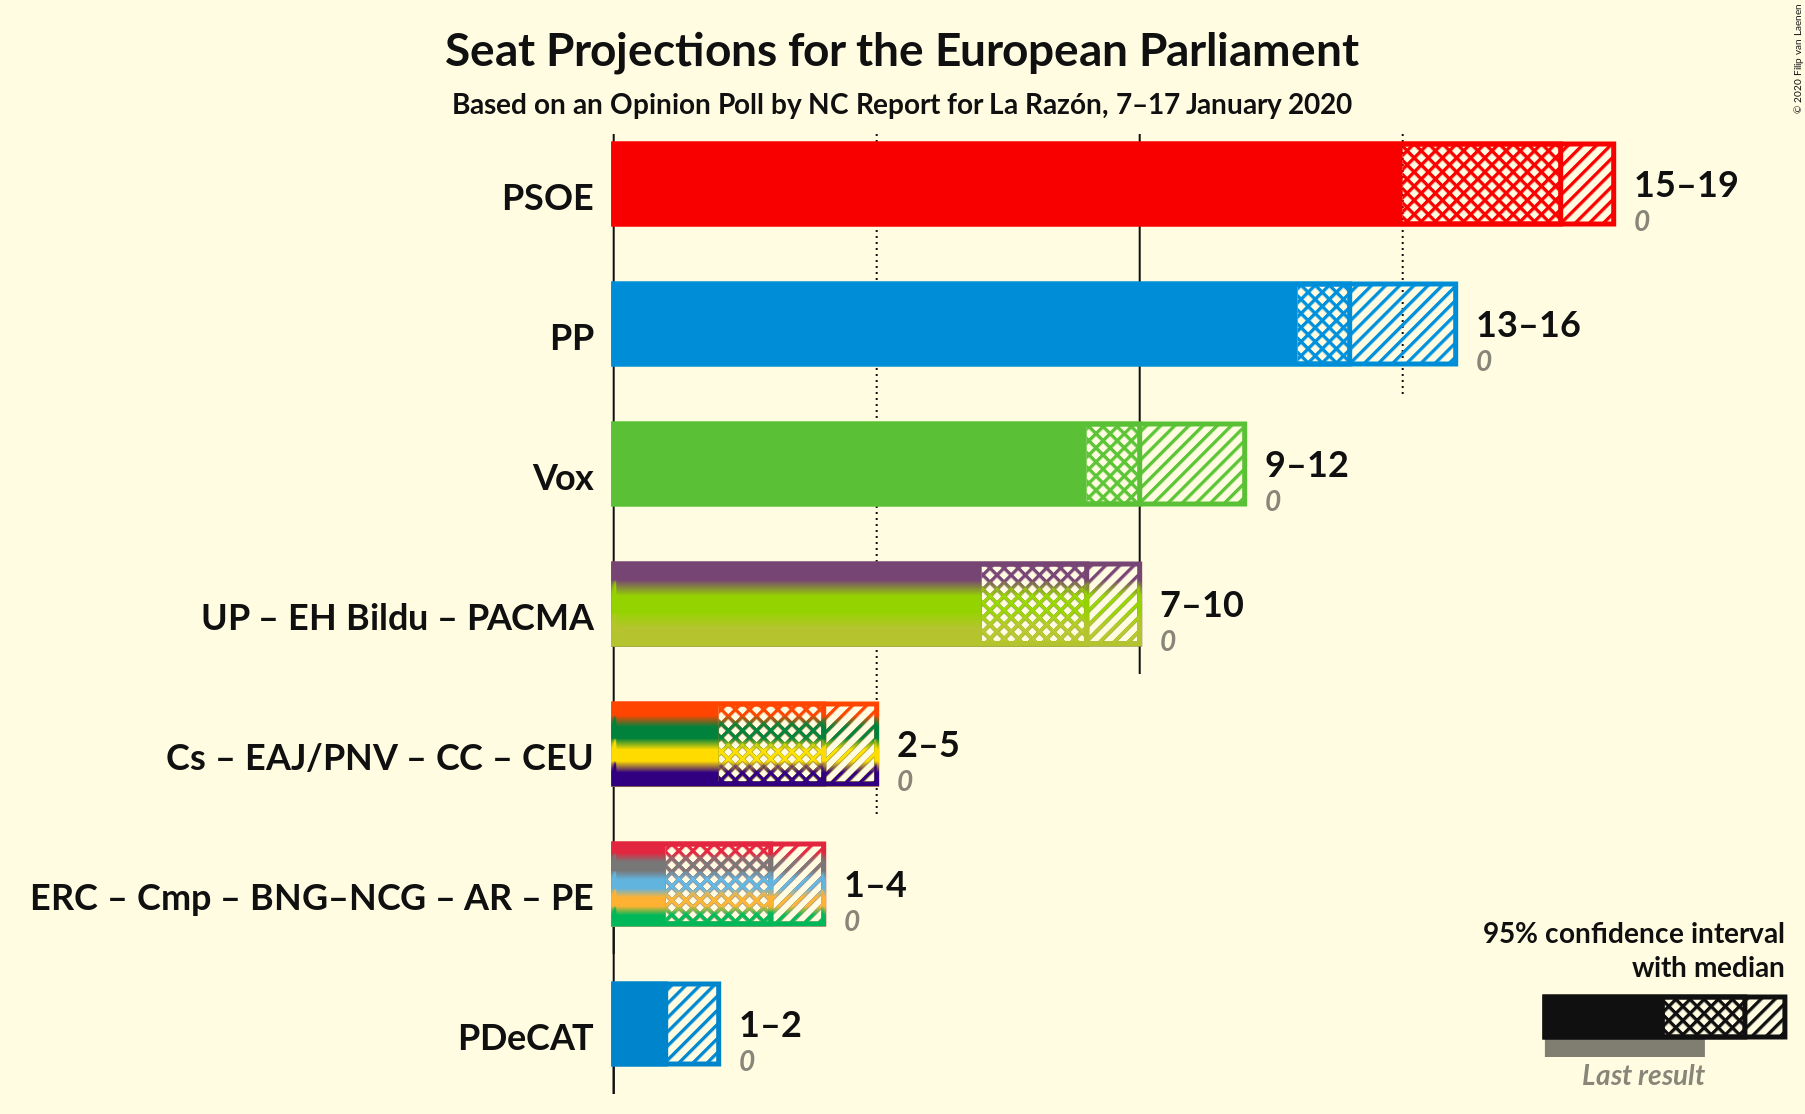 Seat Projections for the European Parliament
Based on an Opinion Poll by NC Report for La Razón, 7–17 January 2020
© 2020 Filip van Laenen
PSOE
15–19
0
PP
13–16
0
Vox
9–12
0
UP – EH Bildu – PACMA
7–10
0
Cs – EAJ/PNV – CC – CEU
2–5
0
ERC – Cmp – BNG–NCG – AR – PE
1–4
0
PDeCAT
1–2
0
95% confidence interval
with median
Last result